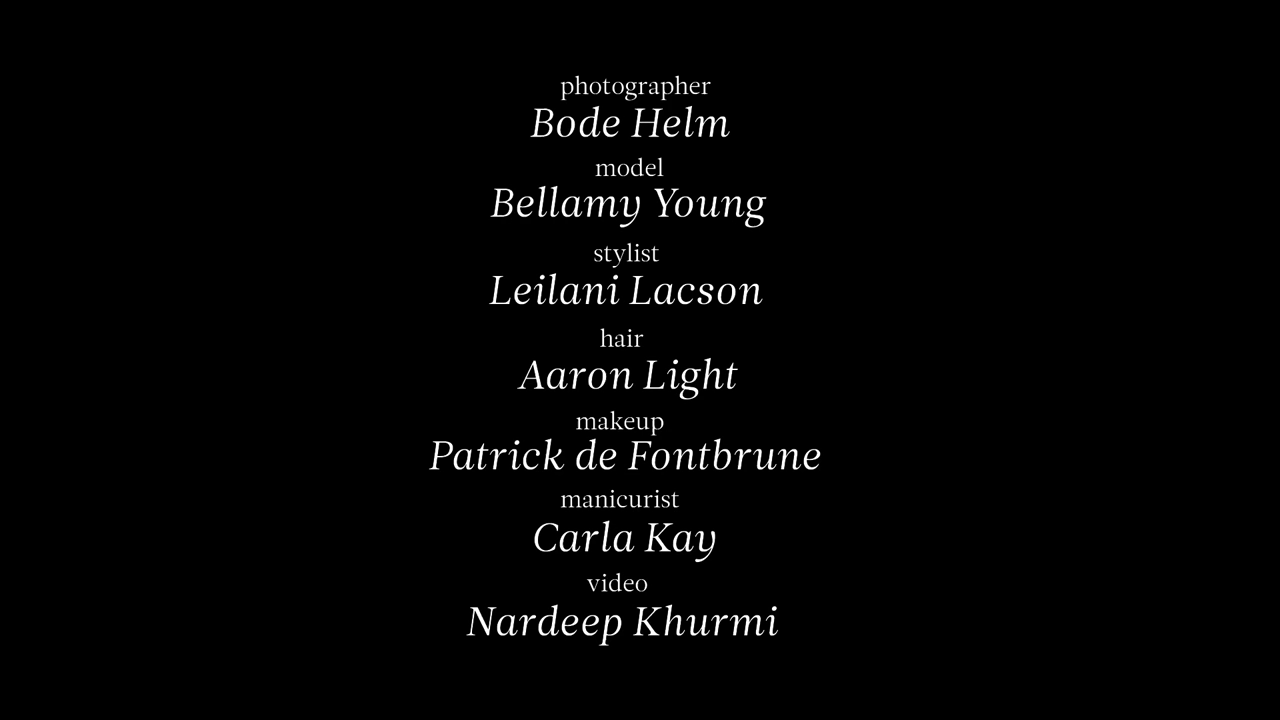 photographer
Bode Helm
model
Bellamy Young
stylist
Leilani Lacson
hair
Aaron Light
makeup
Patrick de Fontbrune
manicurist
Carla Kay
video
Nardeep Khurmi